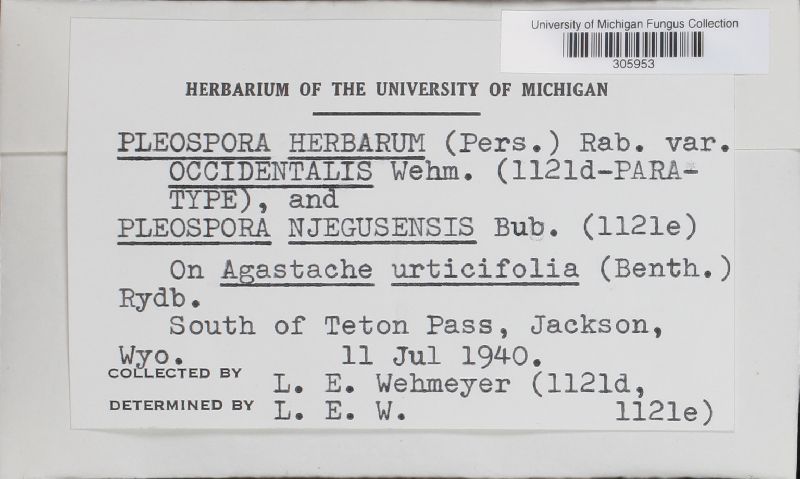 University of Michigan Fungus Collection
305953
HERBARIUM OF THE UNIVERSITY OF MICHIGAN
PLEOSPORA HERBARUM (Pers.) Rab. var.
OCCIDENTALIS Wehm. (1121d-PARA-
TYPE), and
PLEOSPORA NJEGUSENSIS Bub. (1121e)
On Agastache urticifolia (Benth.)
Rydb.
South of Teton Pass, Jackson,
Wyo. 11 Jul 1940.
COLLECTED BY L. E. Wehmeyer (1121d,
DETERMINED BY L. E. W. 1121e)